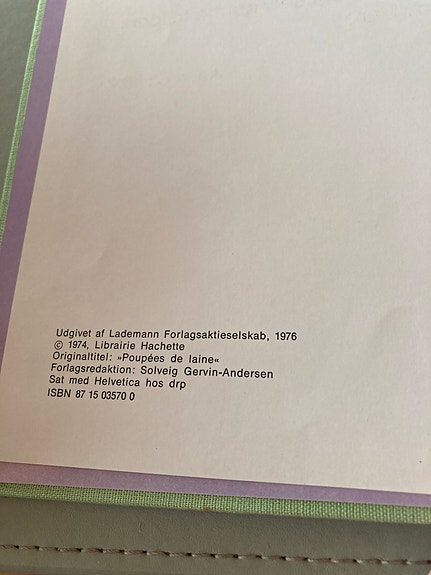 Udgivet af Lademann Forlagsaktieselskab, 1976
© 1974, Librairie Hachette
Originaltitel: »Poupées de laine«
Forlagsredaktion: Solveig Gervin-Andersen
Sat med Helvetica hos drp
ISBN 87 15 03570 0